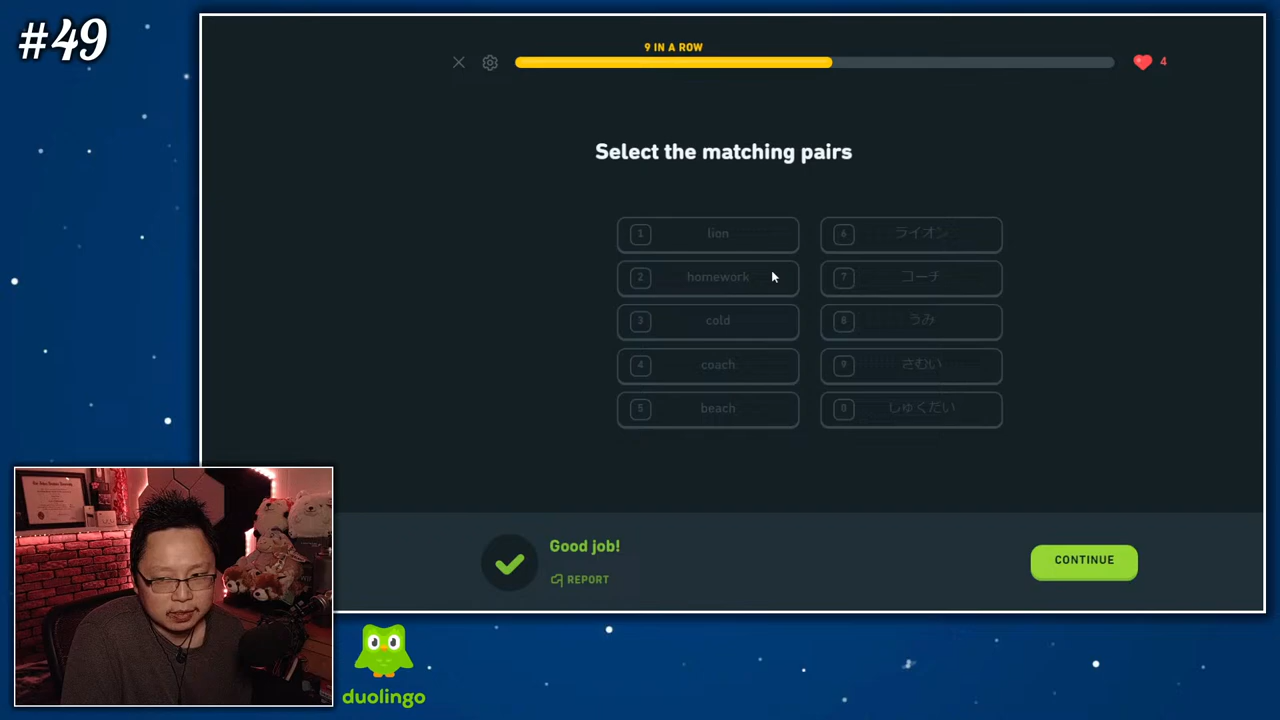 #49
9 IN A ROW
4
Select the matching pairs
1 lion
6 ライオン
2 homework
7 コーチ
3 cold
8 うみ
4 coach
9 さむい
5 beach
0 しゅくだい
Good job!
REPORT
CONTINUE
duolingo